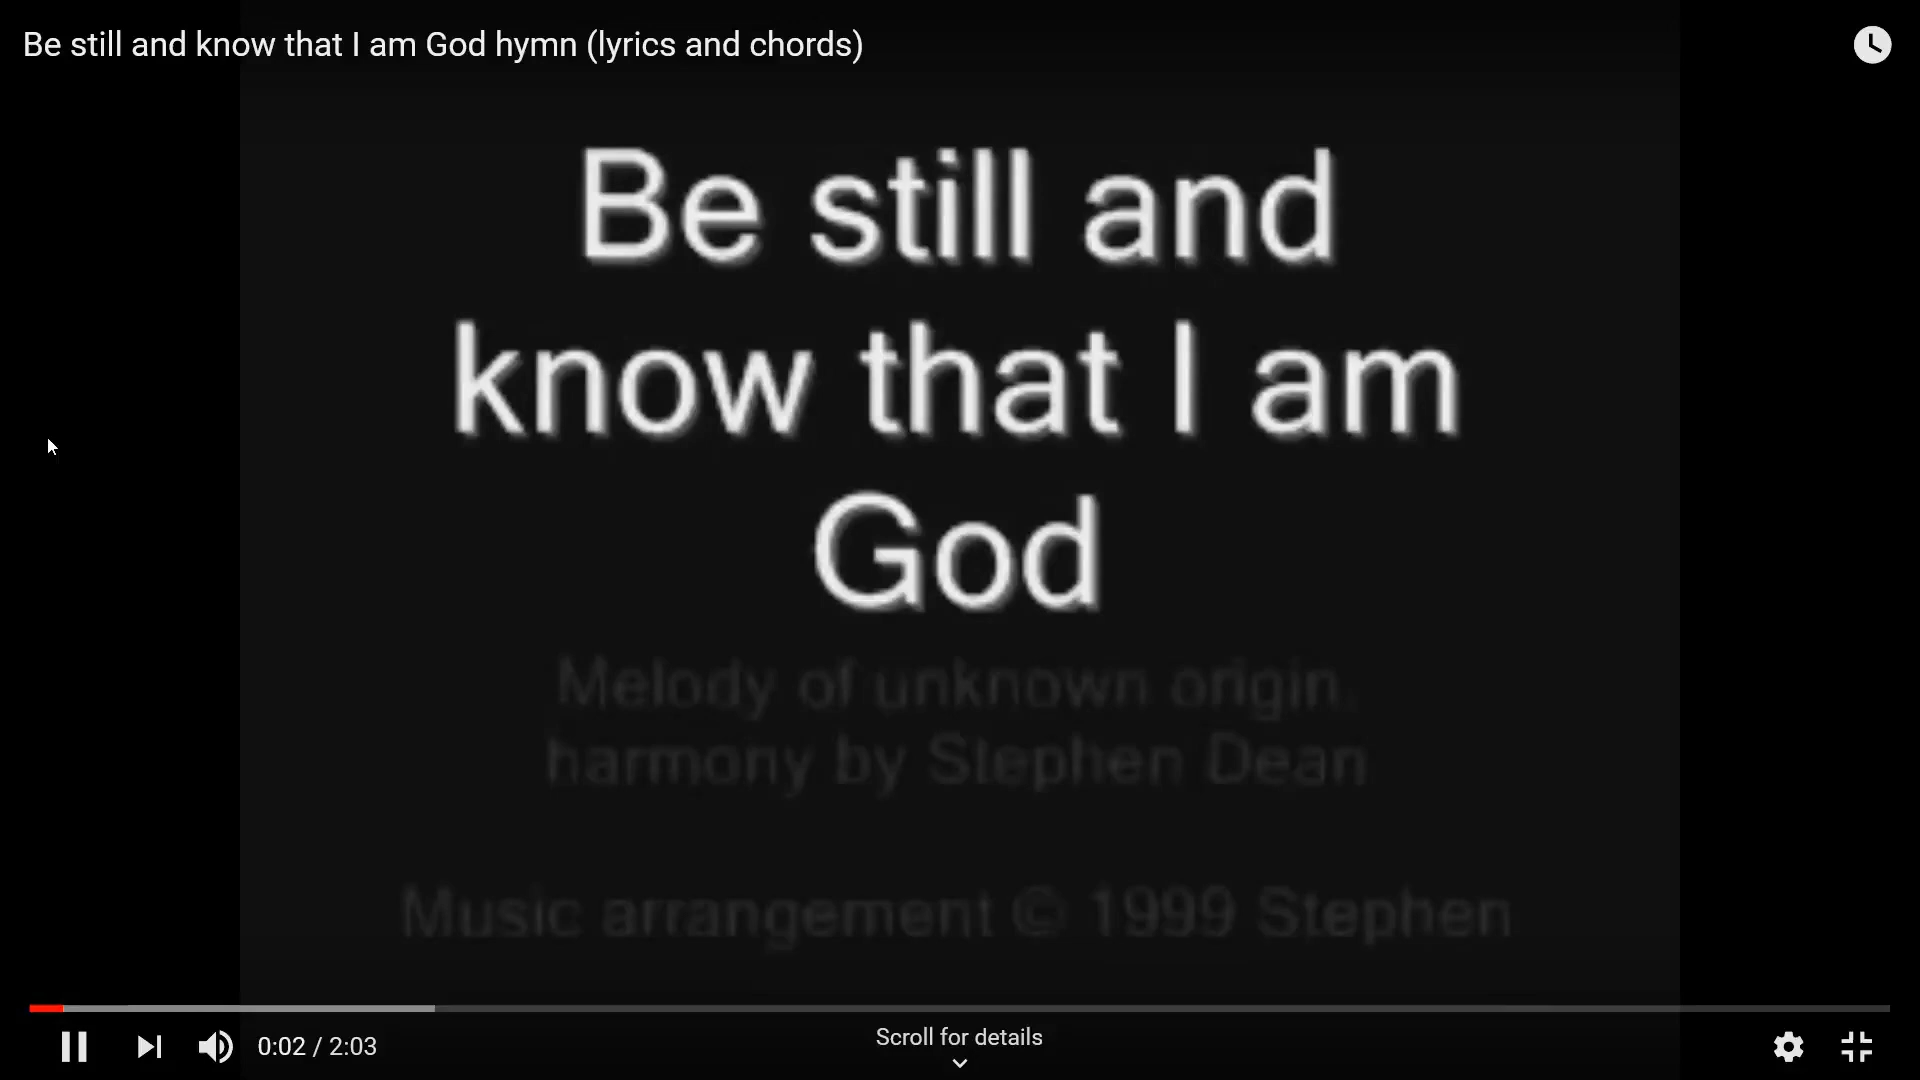 Be still and know that I am God hymn (lyrics and chords)
Be still and
know that I am
God
Melody of unknown origin,
harmony by Stephen Dean
Music arrangement © 1999 Stephen
0:02 / 2:03
Scroll for details